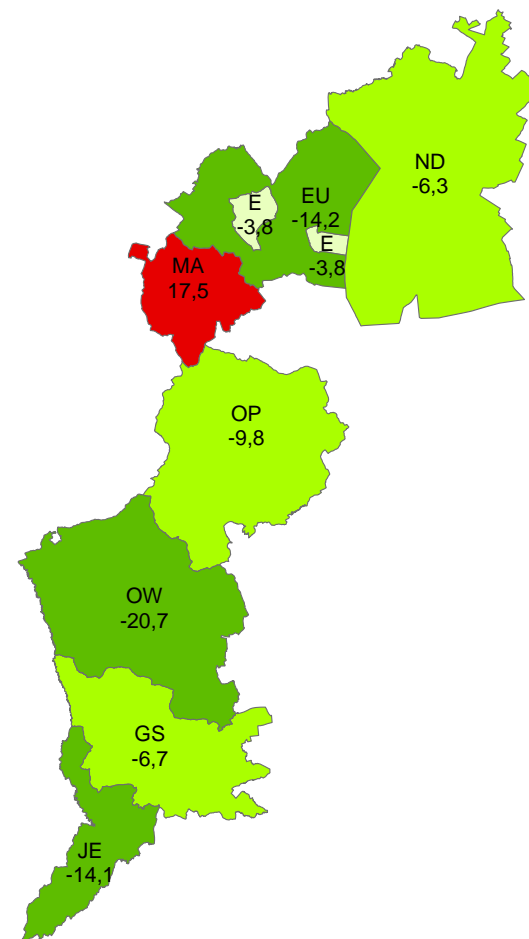 ND
-6,3
EU
-14,2
E
-3,8
E
-3,8
MA
17,5
OP
-9,8
OW
-20,7
GS
-6,7
JE
-14,1